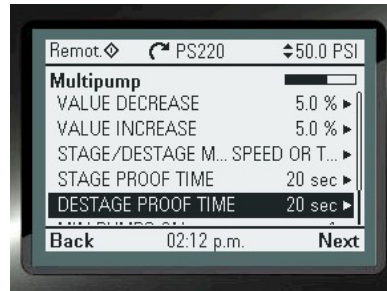 Remot. PS220 50.0 PSI
Multipump
VALUE DECREASE 5.0 %
VALUE INCREASE 5.0 %
STAGE/DESTAGE M... SPEED OR T...
STAGE PROOF TIME 20 sec
DESTAGE PROOF TIME 20 sec
Back 02:12 p.m. Next